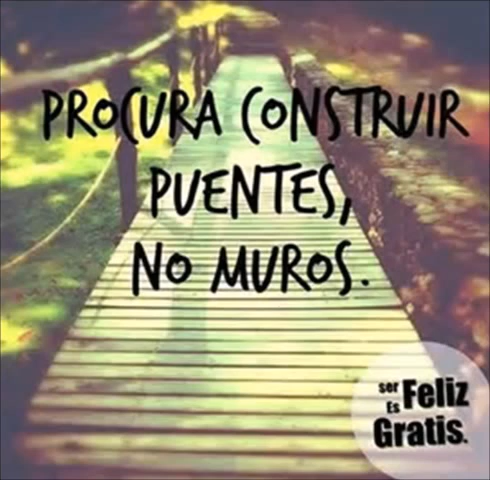 PROCURA CONSTRUIR
PUENTES,
NO MUROS.
ser Feliz
Es
Gratis.